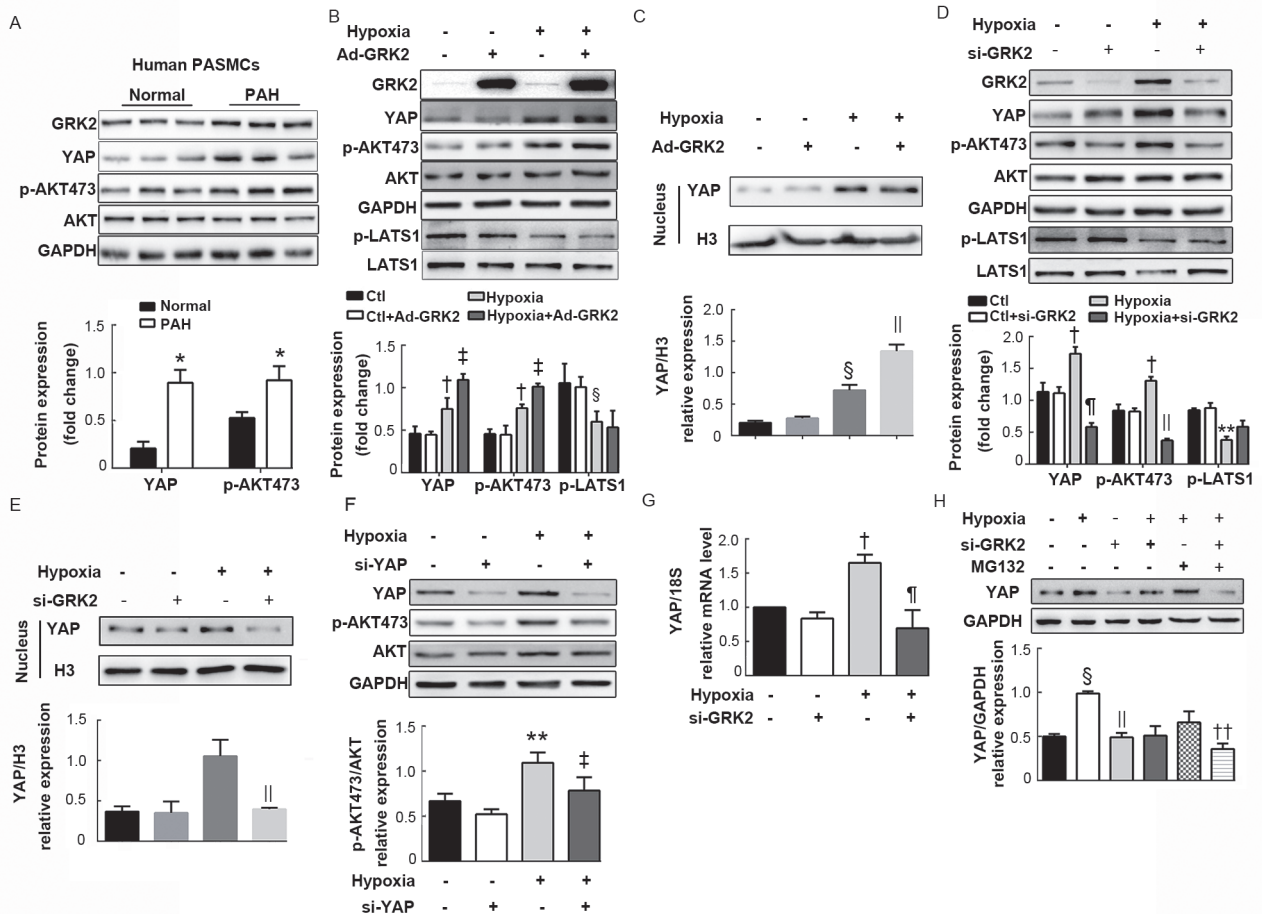 A
Human PASMCs
Normal PAH
GRK2
YAP
p-AKT473
AKT
GAPDH
Normal
PAH
Protein expression
(fold change)
1.5
1.0
0.5
0
* *
YAP p-AKT473
B
Hypoxia - - + +
Ad-GRK2 - + - +
GRK2
YAP
p-AKT473
AKT
GAPDH
p-LATS1
LATS1
Ctl Hypoxia
Ctl+Ad-GRK2 Hypoxia+Ad-GRK2
Protein expression
(fold change)
1.5
1.0
0.5
0
† ‡ † ‡ §
YAP p-AKT473 p-LATS1
C
Hypoxia - - + +
Ad-GRK2 - + - +
Nucleus
YAP
H3
YAP/H3
relative expression
2.0
1.5
1.0
0.5
0
§ ||
D
Hypoxia - - + +
si-GRK2 - + - +
GRK2
YAP
p-AKT473
AKT
GAPDH
p-LATS1
LATS1
Ctl Hypoxia
Ctl+si-GRK2 Hypoxia+si-GRK2
Protein expression
(fold change)
2.0
1.5
1.0
0.5
0
† ¶ † || **
YAP p-AKT473 p-LATS1
E
Hypoxia - - + +
si-GRK2 - + - +
Nucleus
YAP
H3
YAP/H3
relative expression
1.5
1.0
0.5
0
||
F
Hypoxia - - + +
si-YAP - + - +
YAP
p-AKT473
AKT
GAPDH
p-AKT473/AKT
relative expression
1.5
1.0
0.5
0
** ‡
Hypoxia - - + +
si-YAP - + - +
G
YAP/18S
relative mRNA level
2.0
1.5
1.0
0.5
0
† ¶
Hypoxia - - + +
si-GRK2 - + - +
H
Hypoxia - + - + + +
si-GRK2 - - + + - +
MG132 - - - - + +
YAP
GAPDH
YAP/GAPDH
relative expression
1.5
1.0
0.5
0
§ || ††